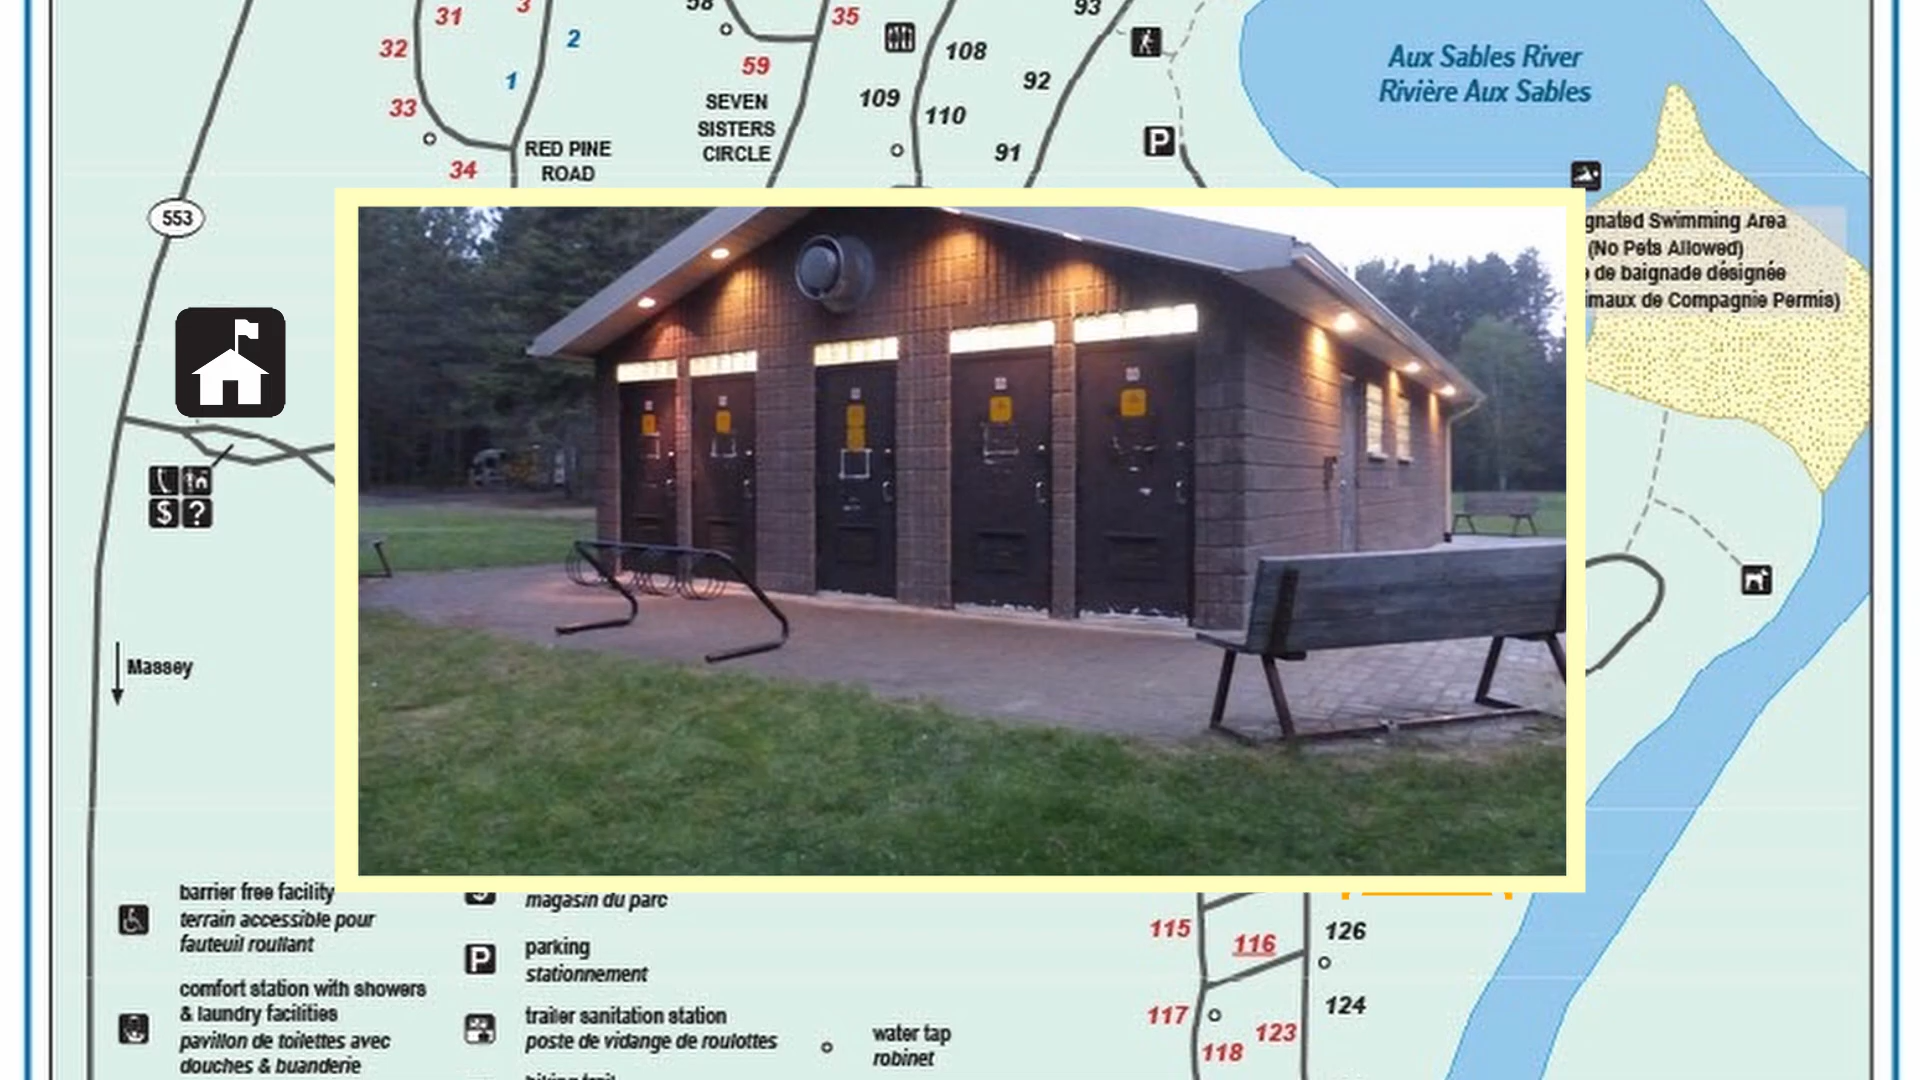 31
3
32
2
1
33
34
RED PINE
ROAD
58
35
59
SEVEN
SISTERS
CIRCLE
108
109
110
93
92
91
P
Aux Sables River
Rivière Aux Sables
gnated Swimming Area
(No Pets Allowed)
de baignade désignée
imaux de Compagnie Permis)
553
$ ?
Massey
barrier free facility
terrain accessible pour
fauteuil roullant
comfort station with showers
& laundry facilities
pavillon de toilettes avec
douches & buanderie
magasin du parc
P
parking
stationnement
trailer sanitation station
poste de vidange de roulottes
water tap
robinet
115
116
126
117
118
123
124